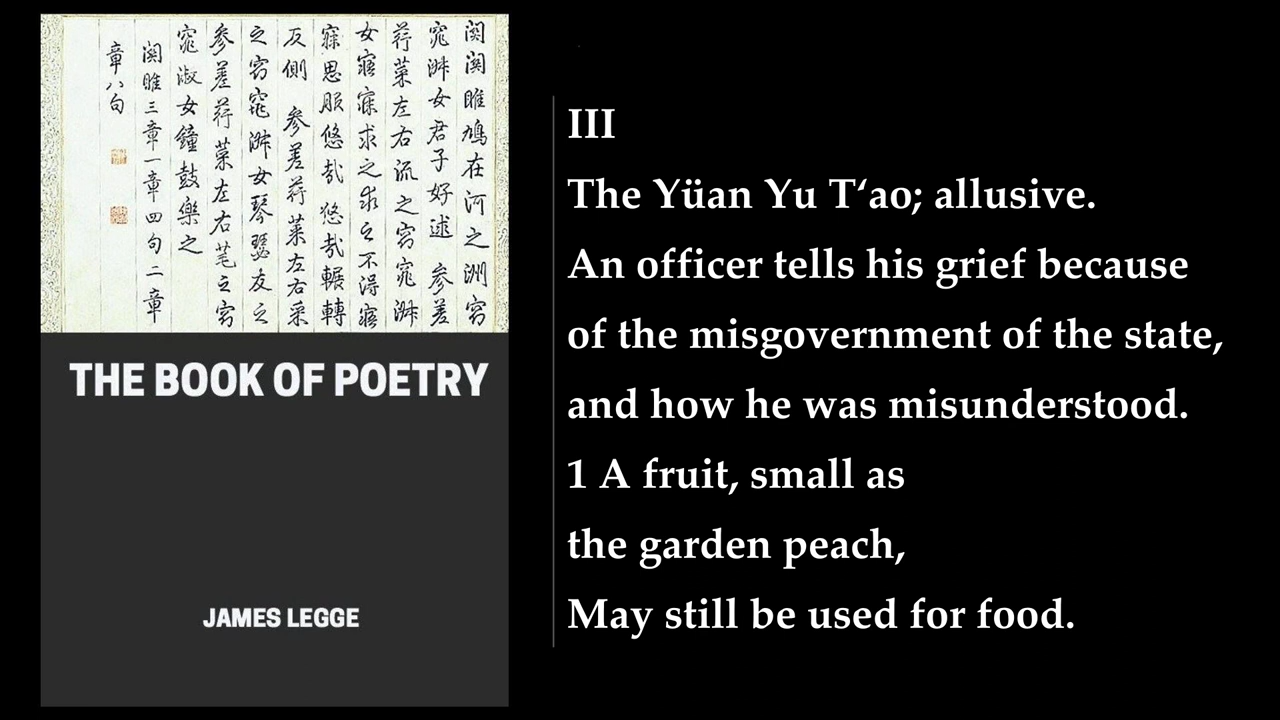 關關雎鳩在河之洲窈
窕淑女君子好逑 參差
荇菜左右流之窈窕淑
女寤寐求之求之不得寤
寐思服悠哉悠哉輾轉
反側 參差荇菜左右采
之窈窕淑女琴瑟友之
參差荇菜左右芼之窈
窕淑女鐘鼓樂之
關雎三章一章四句二章
章八句
THE BOOK OF POETRY
JAMES LEGGE
III
The Yüan Yu T‘ao; allusive.
An officer tells his grief because
of the misgovernment of the state,
and how he was misunderstood.
1 A fruit, small as
the garden peach,
May still be used for food.